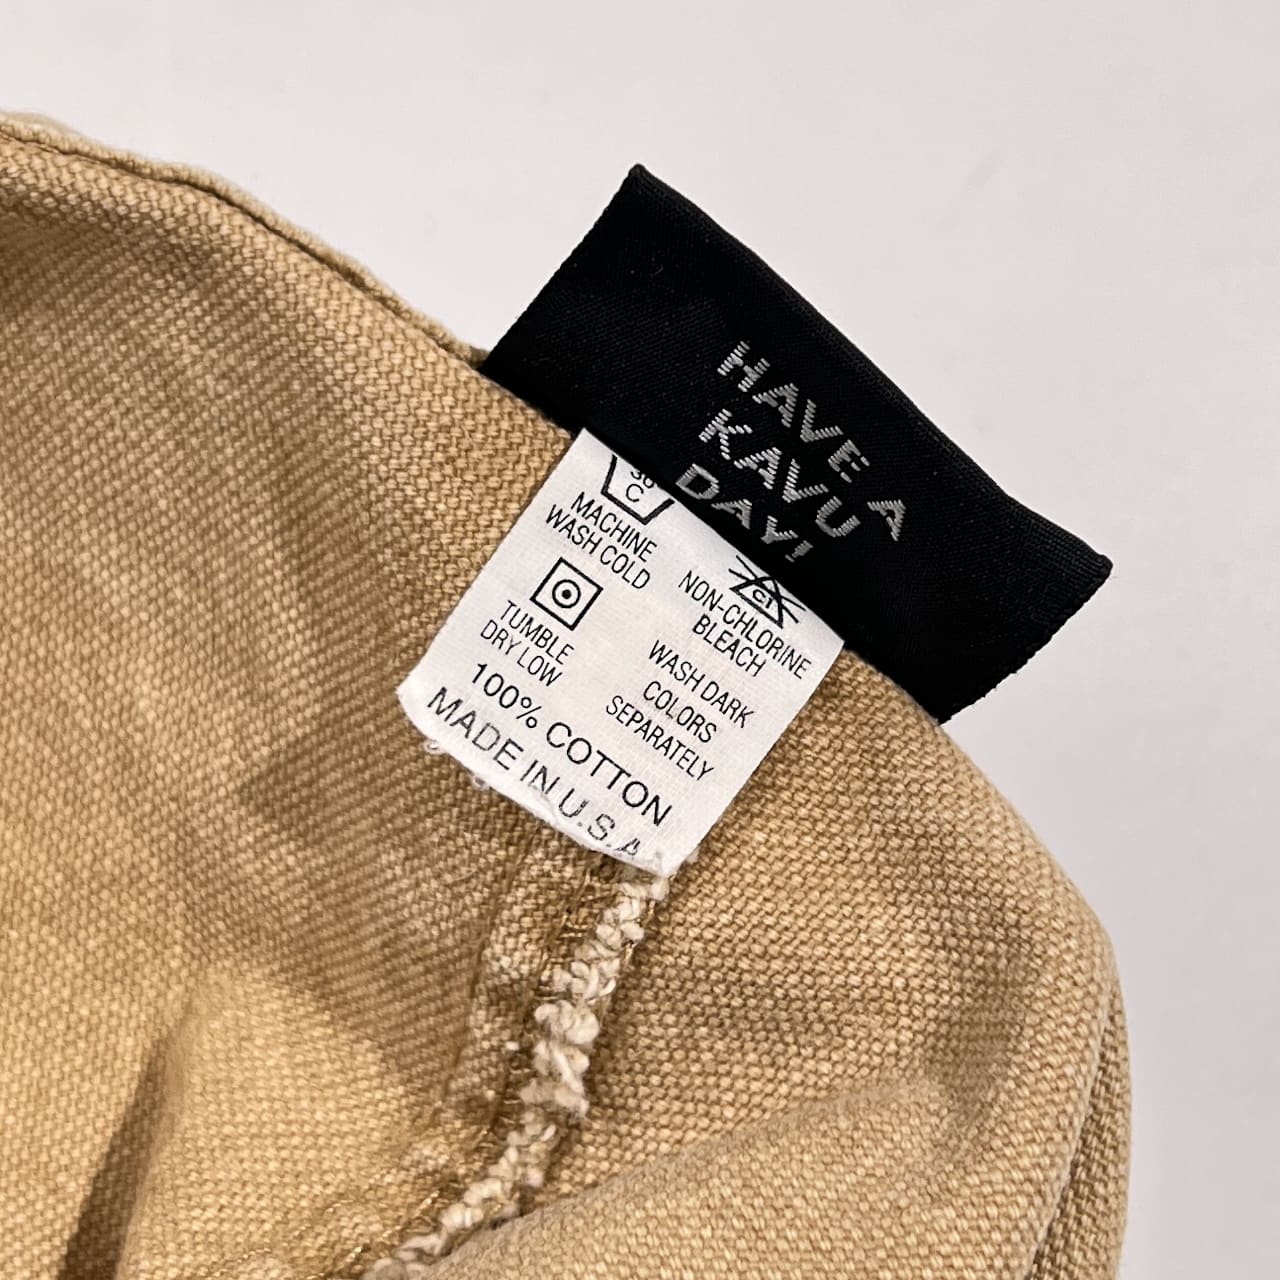 HAVE A
KAVU
DAY!
30
C
MACHINE
WASH COLD
TUMBLE
DRY LOW
Cl
NON-CHLORINE
BLEACH
WASH DARK
COLORS
SEPARATELY
100% COTTON
MADE IN U.S.A